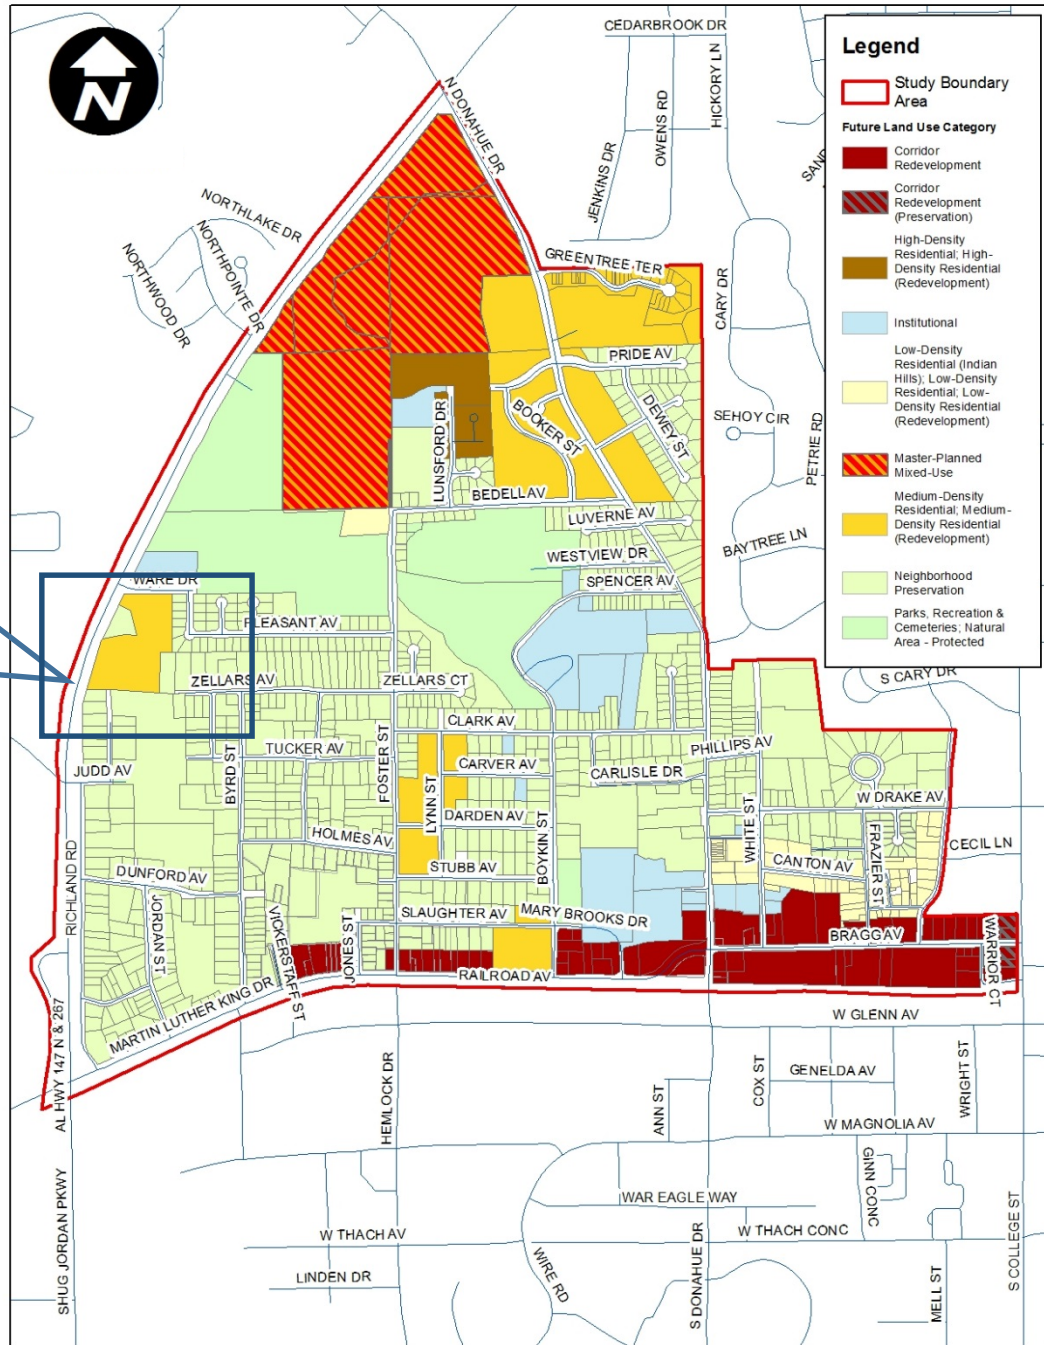 N
CEDARBROOK DR
HICKORY LN
OWENS RD
JENKINS DR
N DONAHUE DR
NORTHLAKE DR
NORTHPOINTE DR
NORTHWOOD DR
GREENTREE TER
CARY DR
PRIDE AV
DEWEY ST
BOOKER ST
LUNSFORD DR
SEHOY CIR
PETRIE RD
BEDELL AV
LUVERNE AV
WESTVIEW DR
SPENCER AV
BAYTREE LN
WARE DR
PLEASANT AV
ZELLARS AV
ZELLARS CT
S CARY DR
CLARK AV
PHILLIPS AV
TUCKER AV
CARVER AV
CARLISLE DR
JUDD AV
BYRD ST
FOSTER ST
LYNN ST
W DRAKE AV
DARDEN AV
HOLMES AV
WHITE ST
FRAZIER ST
CECIL LN
STUBB AV
BOYKIN ST
CANTON AV
DUNFORD AV
RICHLAND RD
JORDAN ST
VICKERSTAFF ST
JONES ST
SLAUGHTER AV
MARY BROOKS DR
BRAGG AV
WARRIOR CT
RAILROAD AV
MARTIN LUTHER KING DR
W GLENN AV
AL HWY 147 N & 267
HEMLOCK DR
ANN ST
COX ST
GENELDA AV
WRIGHT ST
W MAGNOLIA AV
GINN CONC
WAR EAGLE WAY
W THACH AV
W THACH CONC
WIRE RD
LINDEN DR
SHUG JORDAN PKWY
S DONAHUE DR
MELL ST
S COLLEGE ST
Legend
Study Boundary
Area
Future Land Use Category
Corridor
Redevelopment
Corridor
Redevelopment
(Preservation)
High-Density
Residential; High-
Density Residential
(Redevelopment)
Institutional
Low-Density
Residential (Indian
Hills); Low-Density
Residential; Low-
Density Residential
(Redevelopment)
Master-Planned
Mixed-Use
Medium-Density
Residential; Medium-
Density Residential
(Redevelopment)
Neighborhood
Preservation
Parks, Recreation &
Cemeteries; Natural
Area - Protected